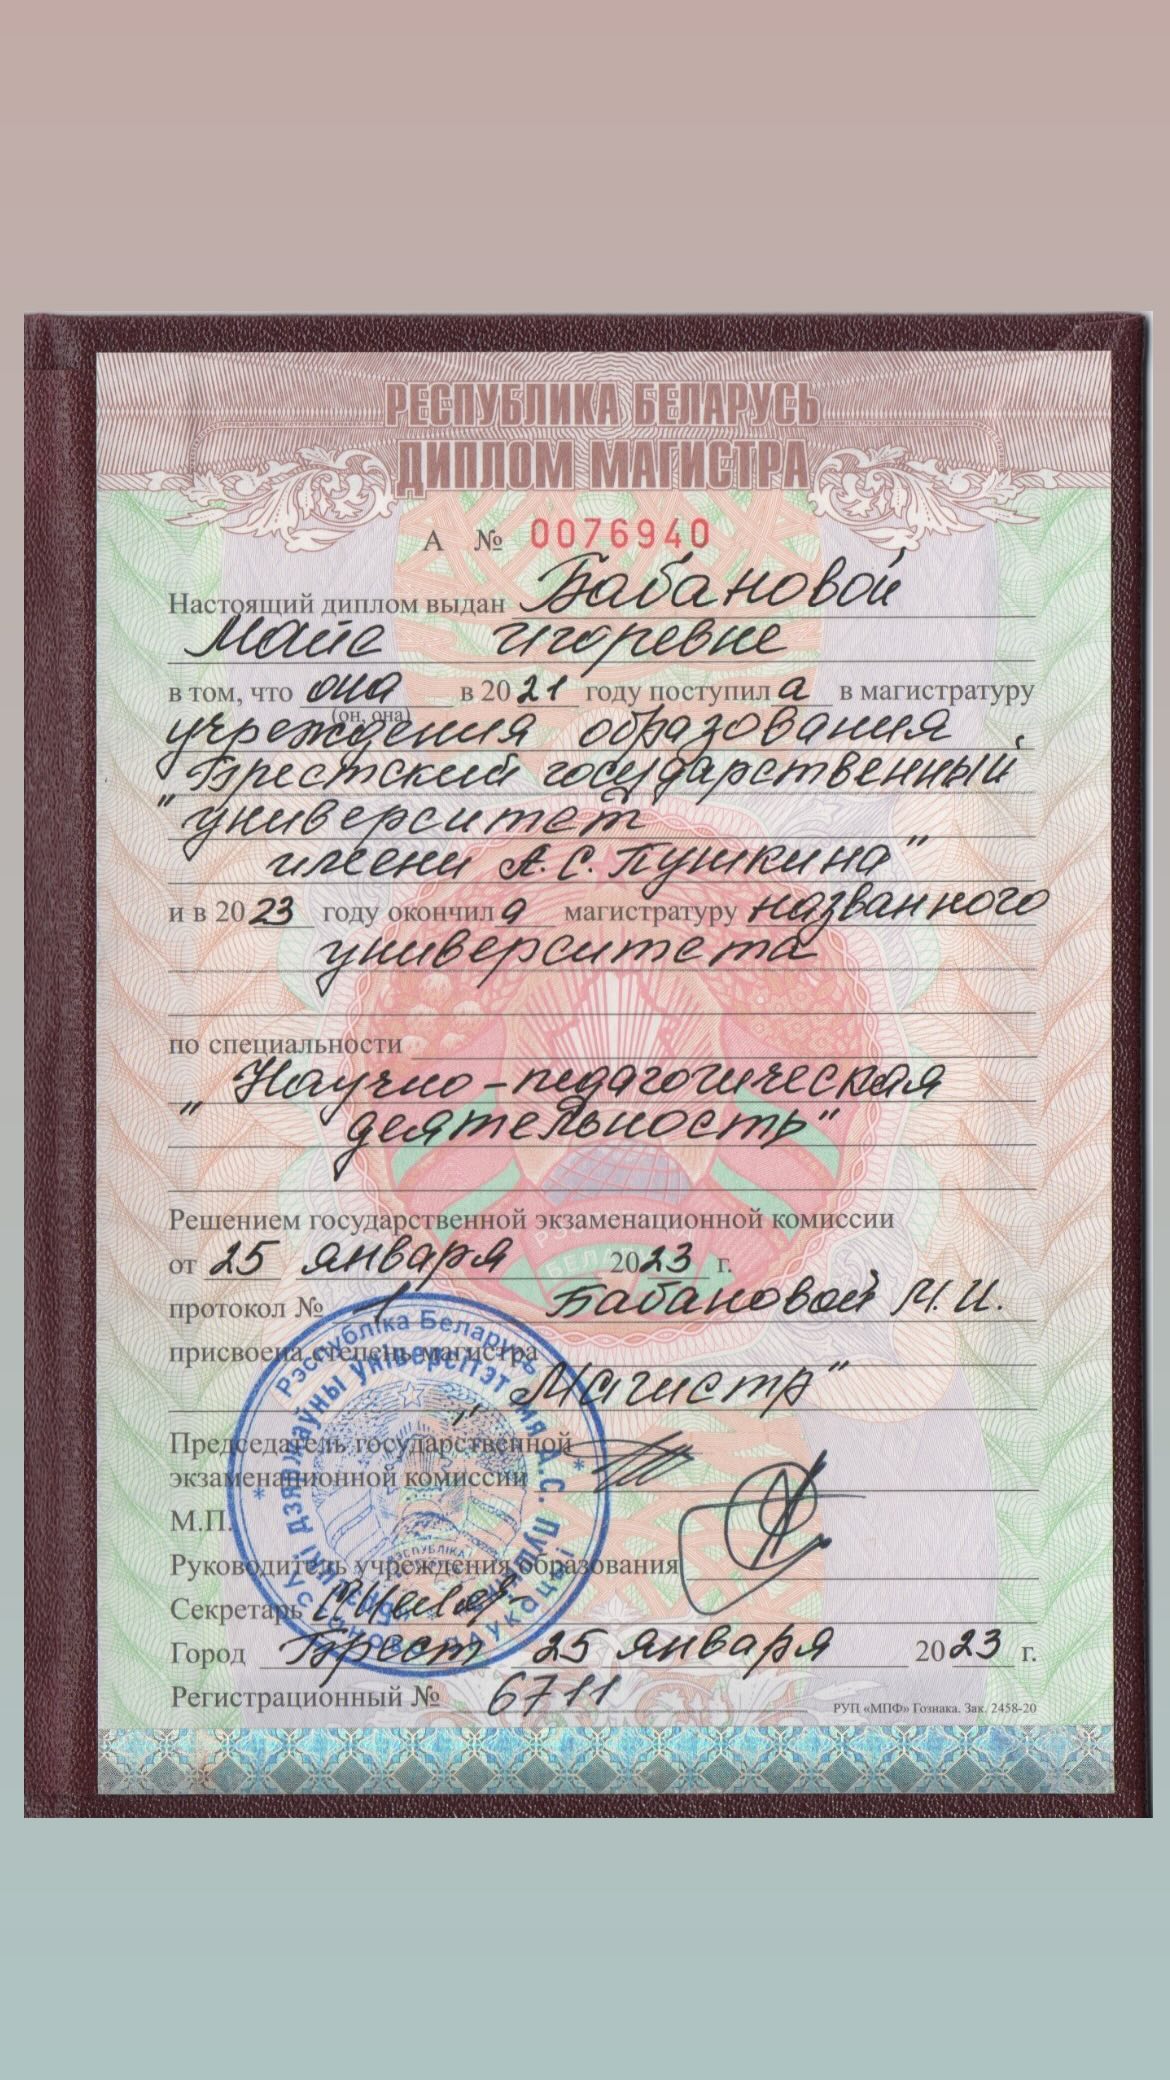 РЕСПУБЛИКА БЕЛАРУСЬ
ДИПЛОМ МАГИСТРА
А № 0076940
Настоящий диплом выдан Бабановой
Майе Игоревне
в том, что она в 2021 году поступила в магистратуру
(он, она)
учреждения образования
"Брестский государственный
университет
имени А.С. Пушкина"
и в 2023 году окончила магистратуру названного
университета
по специальности
"Научно-педагогическая
деятельность"
Решением государственной экзаменационной комиссии
от 25 января 2023 г.
протокол № 1 Бабановой М.И.
присвоена степень магистра
"Магистр"
Председатель государственной
экзаменационной комиссии
М.П.
Руководитель учреждения образования
Секретарь
Город Брест 25 января 2023 г.
Регистрационный № 6711
РУП «МПФ» Гознака. Зак. 2458-20
Рэспубліка Беларусь
дзяржаўны ўніверсітэт імя А.С. Пушкіна